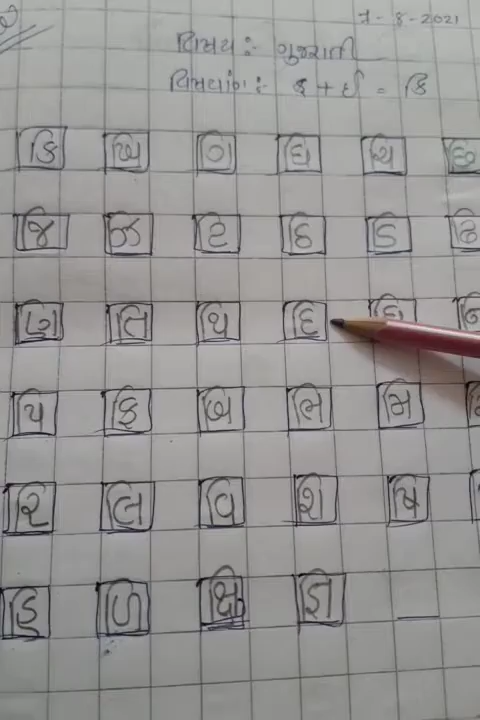 7-8-2021
વિષય :- ગુજરાતી
વિષયાંગ :- ક + ઈ = કિ
કિ ખિ ગિ ઘિ ચિ છિ
જિ ઝિ ટિ ઠિ ડિ ઢિ
ણિ તિ થિ દિ ધિ નિ
પિ ફિ બિ ભિ મિ
રિ લિ વિ શિ ષિ
હિ ળિ ક્ષિ જ્ઞિ